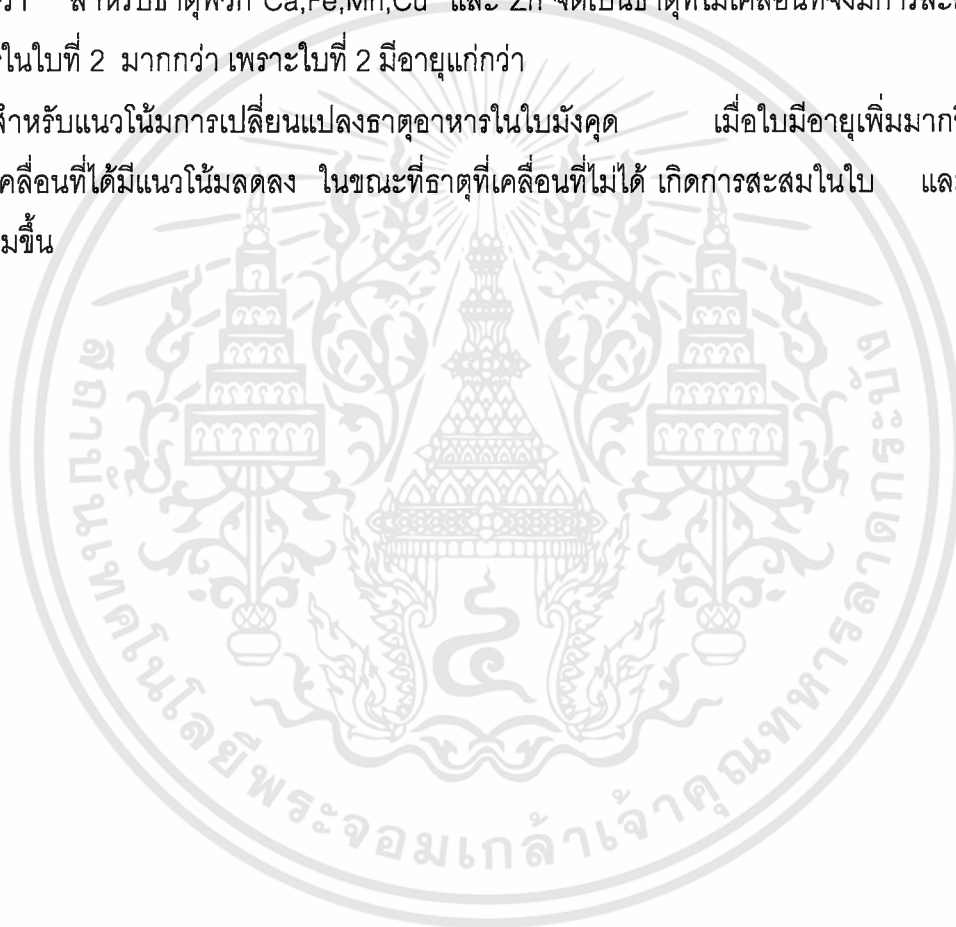 สำหรับธาตุพวก Ca,Fe,Mn,Cu และ Zn จัดเป็นธาตุที่ไม่เคลื่อนที่จึงมีการสะ
ในใบที่ 2 มากกว่า เพราะใบที่ 2 มีอายุแก่กว่า
สำหรับแนวโน้มการเปลี่ยนแปลงธาตุอาหารในใบมังคุด เมื่อใบมีอายุเพิ่มมาก
เคลื่อนที่ได้มีแนวโน้มลดลง ในขณะที่ธาตุที่เคลื่อนที่ไม่ได้ เกิดการสะสมในใบ แล
มขึ้น
สถาบันเทคโนโลยีพระจอมเกล้าเจ้าคุณทหารลาดกระบัง